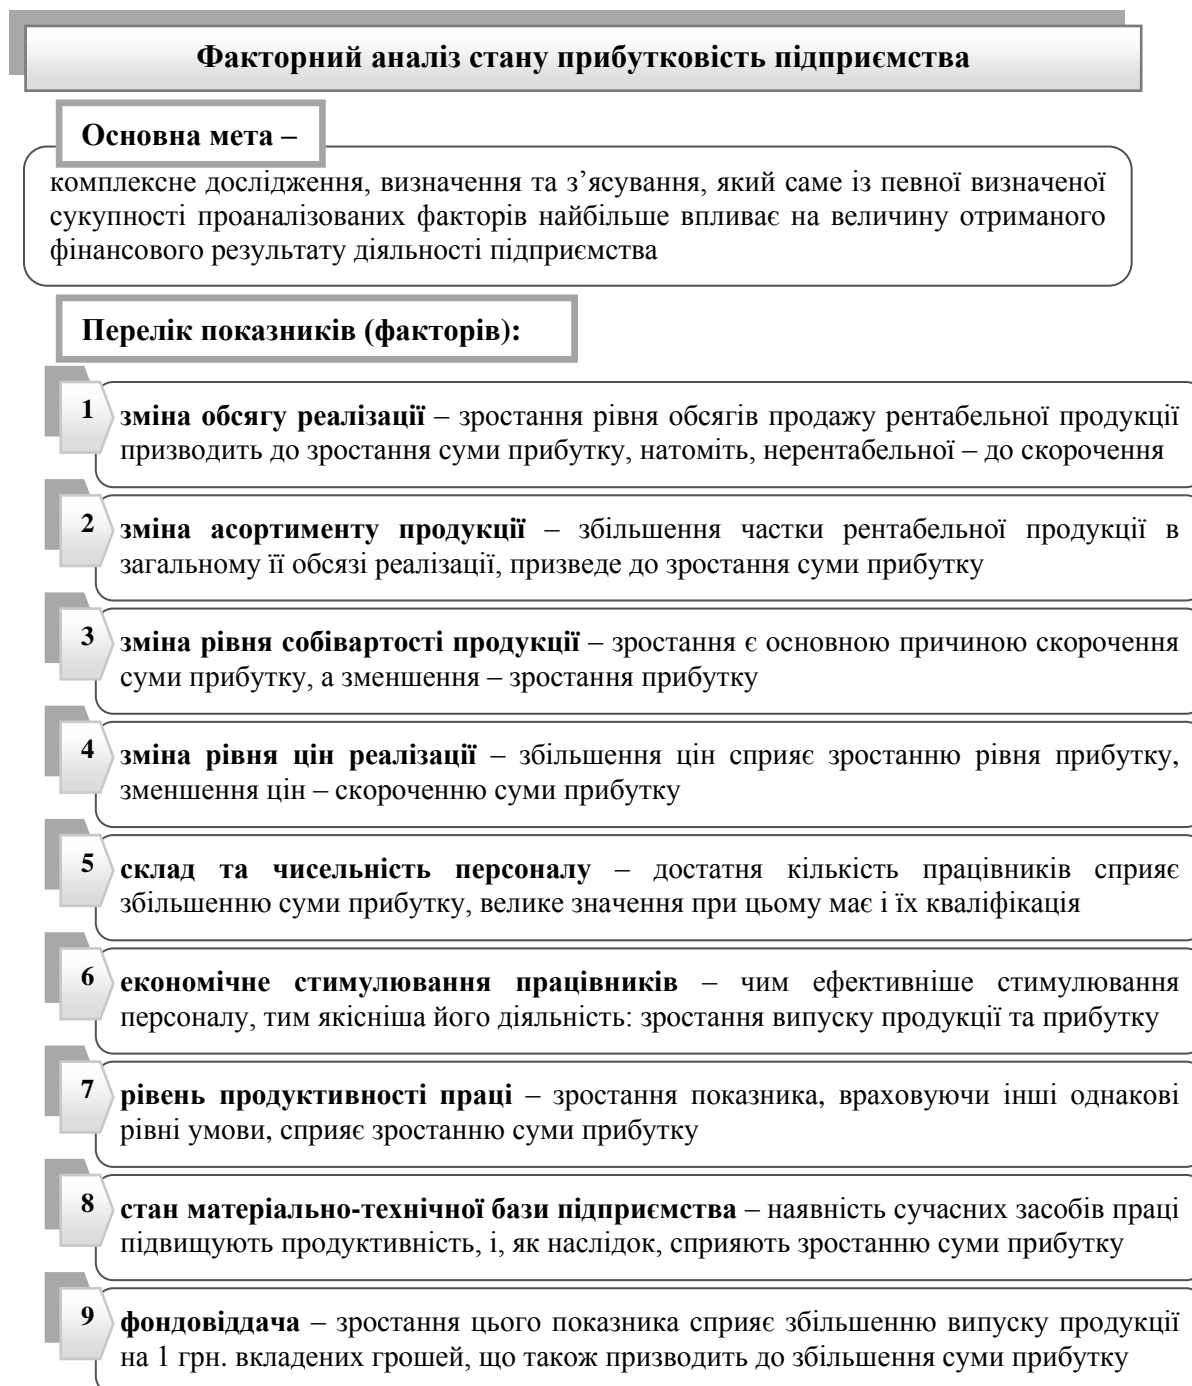 Факторний аналіз стану прибутковість підприємства
Основна мета –
комплексне дослідження, визначення та з’ясування, який саме із певної визначеної
сукупності проаналізованих факторів найбільше впливає на величину отриманого
фінансового результату діяльності підприємства
Перелік показників (факторів):
1 зміна обсягу реалізації – зростання рівня обсягів продажу рентабельної продукції
призводить до зростання суми прибутку, натоміть, нерентабельної – до скорочення
2 зміна асортименту продукції – збільшення частки рентабельної продукції в
загальному її обсязі реалізації, призведе до зростання суми прибутку
3 зміна рівня собівартості продукції – зростання є основною причиною скорочення
суми прибутку, а зменшення – зростання прибутку
4 зміна рівня цін реалізації – збільшення цін сприяє зростанню рівня прибутку,
зменшення цін – скороченню суми прибутку
5 склад та чисельність персоналу – достатня кількість працівників сприяє
збільшенню суми прибутку, велике значення при цьому має і їх кваліфікація
6 економічне стимулювання працівників – чим ефективніше стимулювання
персоналу, тим якісніша його діяльність: зростання випуску продукції та прибутку
7 рівень продуктивності праці – зростання показника, враховуючи інші однакові
рівні умови, сприяє зростанню суми прибутку
8 стан матеріально-технічної бази підприємства – наявність сучасних засобів праці
підвищують продуктивність, і, як наслідок, сприяють зростанню суми прибутку
9 фондовіддача – зростання цього показника сприяє збільшенню випуску продукції
на 1 грн. вкладених грошей, що також призводить до збільшення суми прибутку